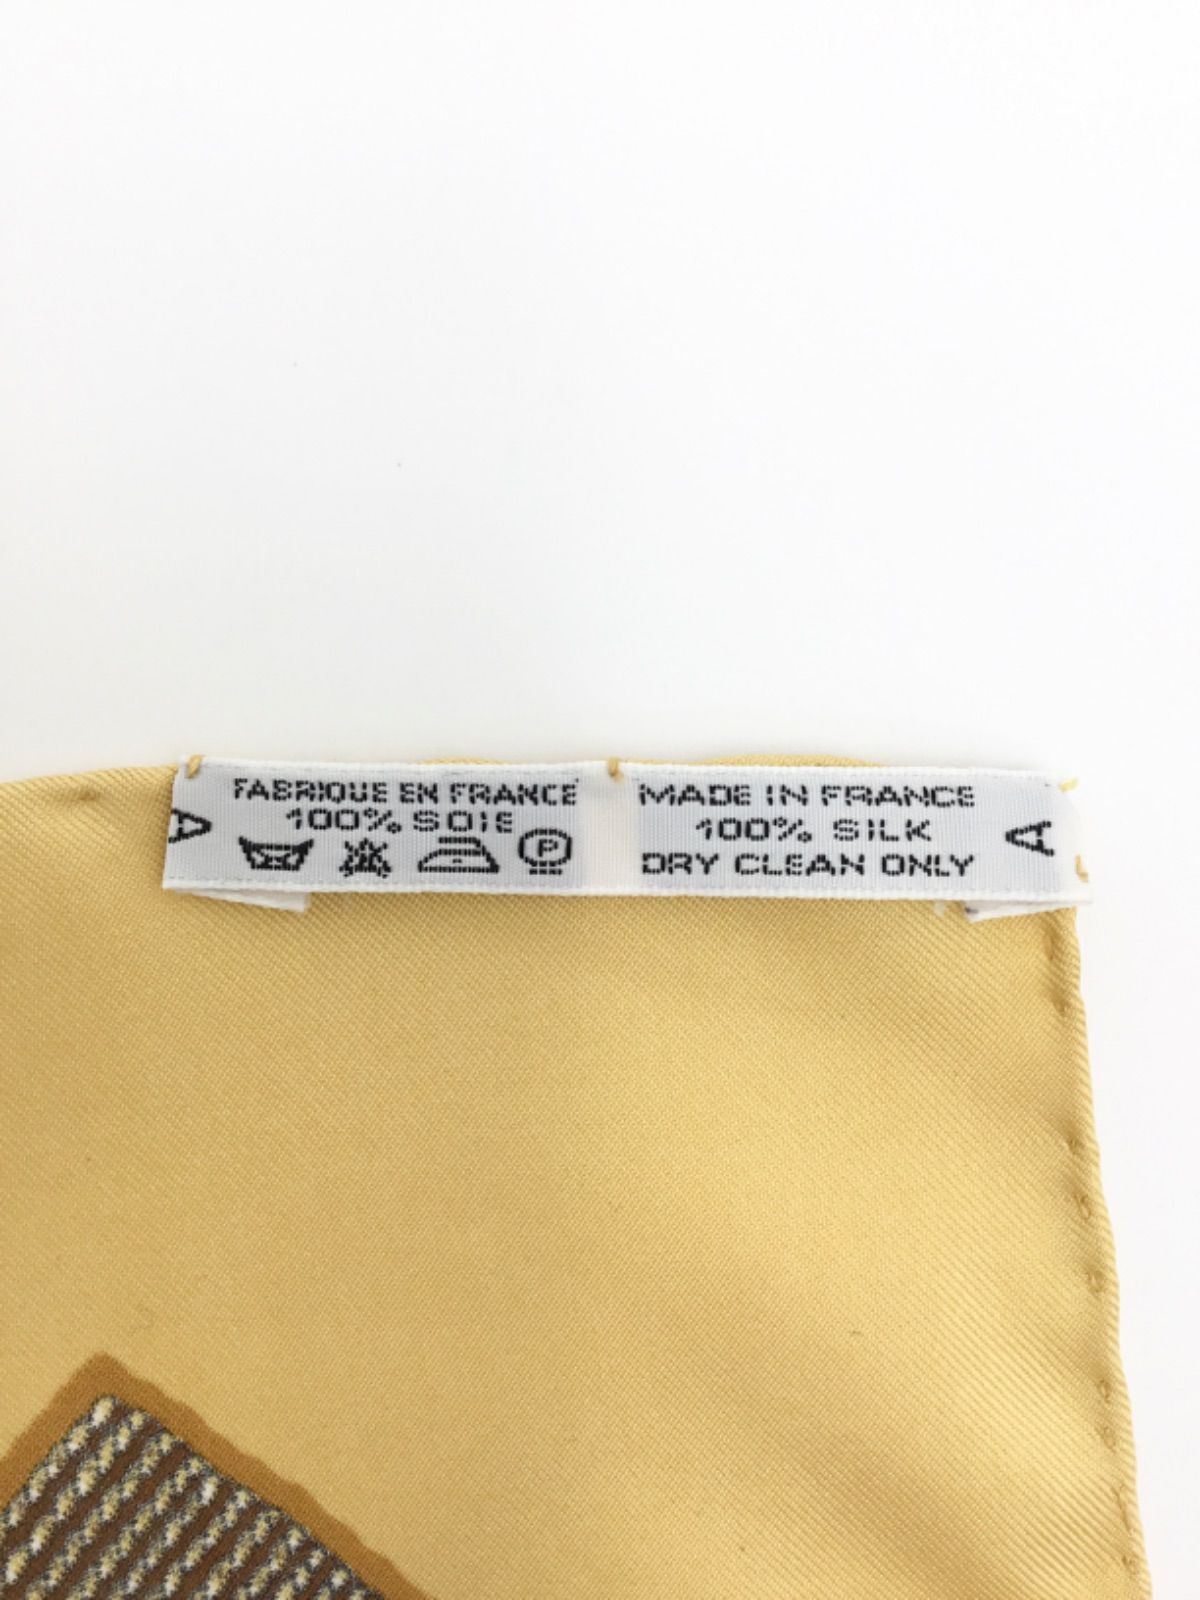 A
FABRIQUE EN FRANCE
100% SOIE
P
MADE IN FRANCE
100% SILK
DRY CLEAN ONLY
A